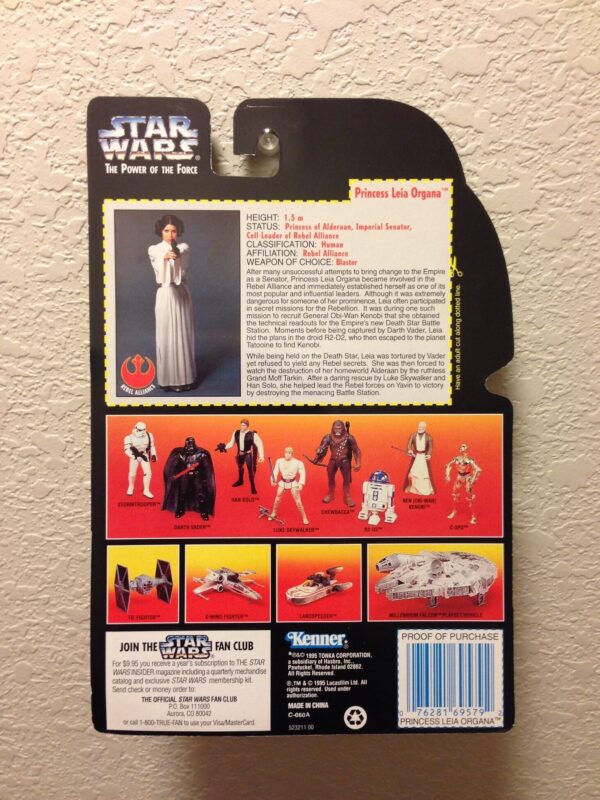 STAR
WARS®
THE POWER OF THE FORCE
Princess Leia Organa™
HEIGHT: 1.5 m
STATUS: Princess of Alderaan, Imperial Senator,
Cell Leader of Rebel Alliance
CLASSIFICATION: Human
AFFILIATION: Rebel Alliance
WEAPON OF CHOICE: Blaster
After many unsuccessful attempts to bring change to the Empire
as a Senator, Princess Leia Organa became involved in the
Rebel Alliance and immediately established herself as one of its
most popular and influential leaders. Although it was extremely
dangerous for someone of her prominence, Leia often participated
in secret missions for the Rebellion. It was during one such
mission to recruit General Obi-Wan Kenobi that she obtained
the technical readouts for the Empire's new Death Star Battle
Station. Moments before being captured by Darth Vader, Leia
hid the plans in the droid R2-D2, who then escaped to the planet
Tatooine to find Kenobi.
While being held on the Death Star, Leia was tortured by Vader
yet refused to yield any Rebel secrets. She was then forced to
watch the destruction of her homeworld Alderaan by the ruthless
Grand Moff Tarkin. After a daring rescue by Luke Skywalker and
Han Solo, she helped lead the Rebel forces on Yavin to victory
by destroying the menacing Battle Station.
REBEL ALLIANCE
Have an adult cut along dotted line.
STORMTROOPER™
DARTH VADER™
HAN SOLO™
LUKE SKYWALKER™
CHEWBACCA™
R2-D2™
BEN (OBI-WAN)
KENOBI™
C-3PO™
TIE FIGHTER™
X-WING FIGHTER™
LANDSPEEDER™
MILLENNIUM FALCON™ PLAYSET/VEHICLE
JOIN THE STAR WARS FAN CLUB
For $9.95 you receive a year's subscription to THE STAR
WARS INSIDER magazine including a quarterly merchandise
catalog and exclusive STAR WARS membership kit.
Send check or money order to:
THE OFFICIAL STAR WARS FAN CLUB
P.O. Box 111000
Aurora, CO 80042
or call 1-800-TRUE-FAN to use your Visa/MasterCard.
Kenner®
®*&© 1995 TONKA CORPORATION,
a subsidiary of Hasbro, Inc.,
Pawtucket, Rhode Island 02862.
All Rights Reserved.
®,TM & © 1995 Lucasfilm Ltd. All
rights reserved. Used under
authorization.
MADE IN CHINA
C-060A
523211 00
PROOF OF PURCHASE
0 76281 69579 2
PRINCESS LEIA ORGANA™